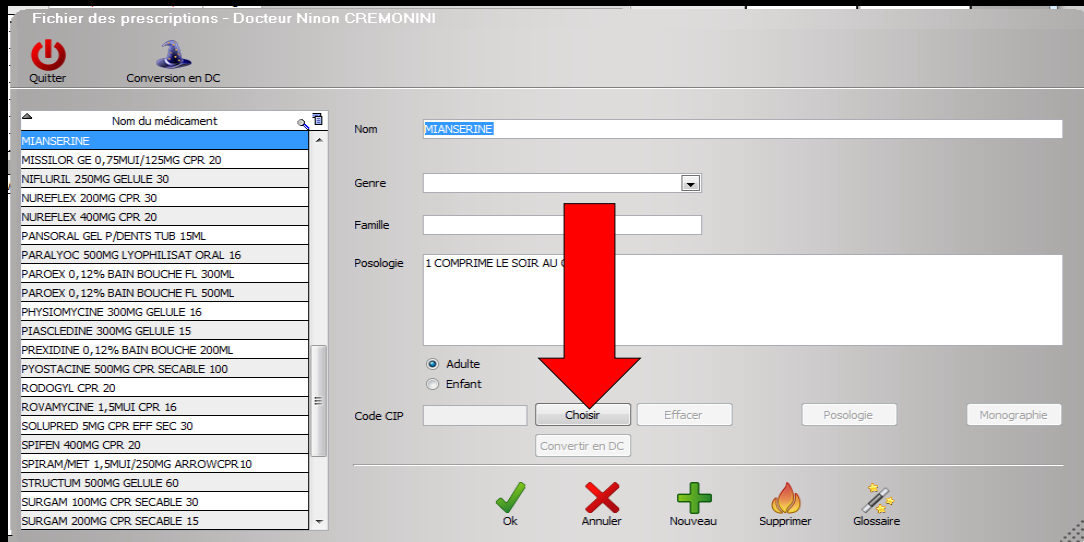 Fichier des prescriptions - Docteur Ninon CREMONINI
Quitter
Conversion en DC
Nom du médicament
MIANSERINE
MISSILOR GE 0,75MUI/125MG CPR 20
NIFLURIL 250MG GELULE 30
NUREFLEX 200MG CPR 30
NUREFLEX 400MG CPR 20
PANSORAL GEL P/DENTS TUB 15ML
PARALYOC 500MG LYOPHILISAT ORAL 16
PAROEX 0,12% BAIN BOUCHE FL 300ML
PAROEX 0,12% BAIN BOUCHE FL 500ML
PHYSIOMYCINE 300MG GELULE 16
PIASCLEDINE 300MG GELULE 15
PREXIDINE 0,12% BAIN BOUCHE 200ML
PYOSTACINE 500MG CPR SECABLE 100
RODOGYL CPR 20
ROVAMYCINE 1,5MUI CPR 16
SOLUPRED 5MG CPR EFF SEC 30
SPIFEN 400MG CPR 20
SPIRAM/MET 1,5MUI/250MG ARROWCPR10
STRUCTUM 500MG GELULE 60
SURGAM 100MG CPR SECABLE 30
SURGAM 200MG CPR SECABLE 15
Nom
MIANSERINE
Genre
Famille
Posologie
1 COMPRIME LE SOIR AU
Adulte
Enfant
Code CIP
Choisir
Effacer
Posologie
Monographie
Convertir en DC
Ok
Annuler
Nouveau
Supprimer
Glossaire